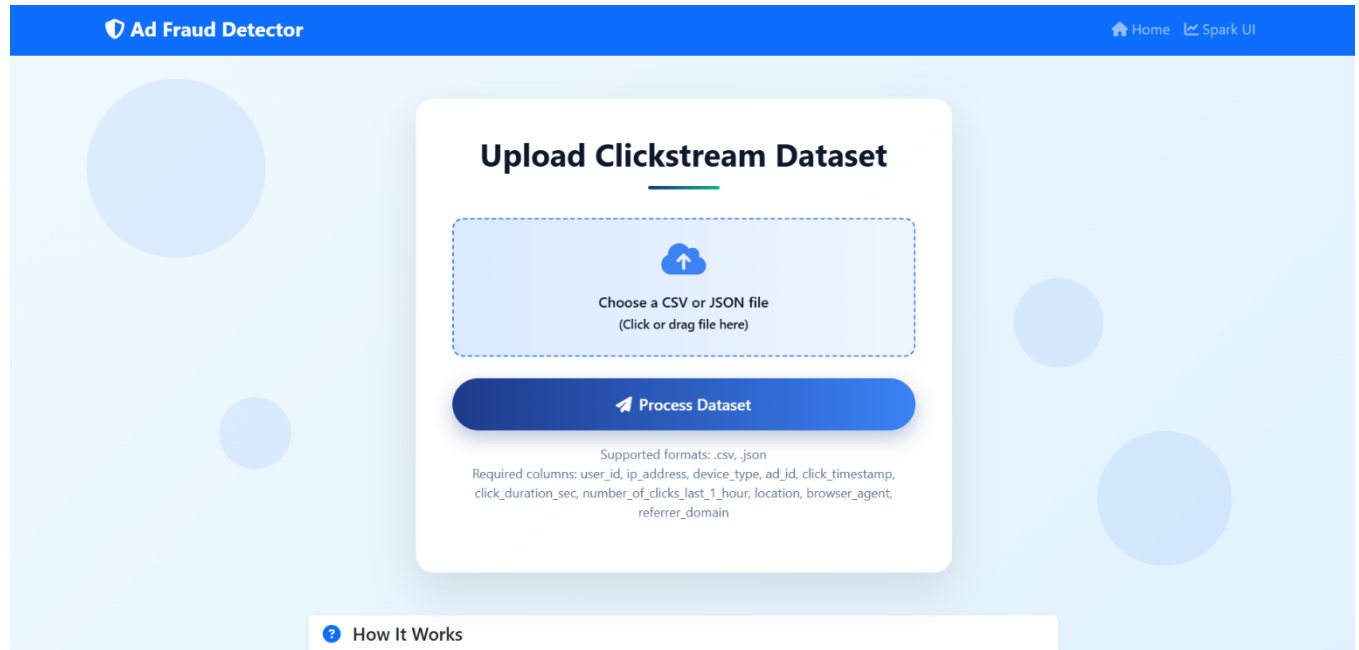 Ad Fraud Detector
Home
Spark UI
Upload Clickstream Dataset
Choose a CSV or JSON file
(Click or drag file here)
Process Dataset
Supported formats: .csv, .json
Required columns: user_id, ip_address, device_type, ad_id, click_timestamp,
click_duration_sec, number_of_clicks_last_1_hour, location, browser_agent,
referrer_domain
? How It Works